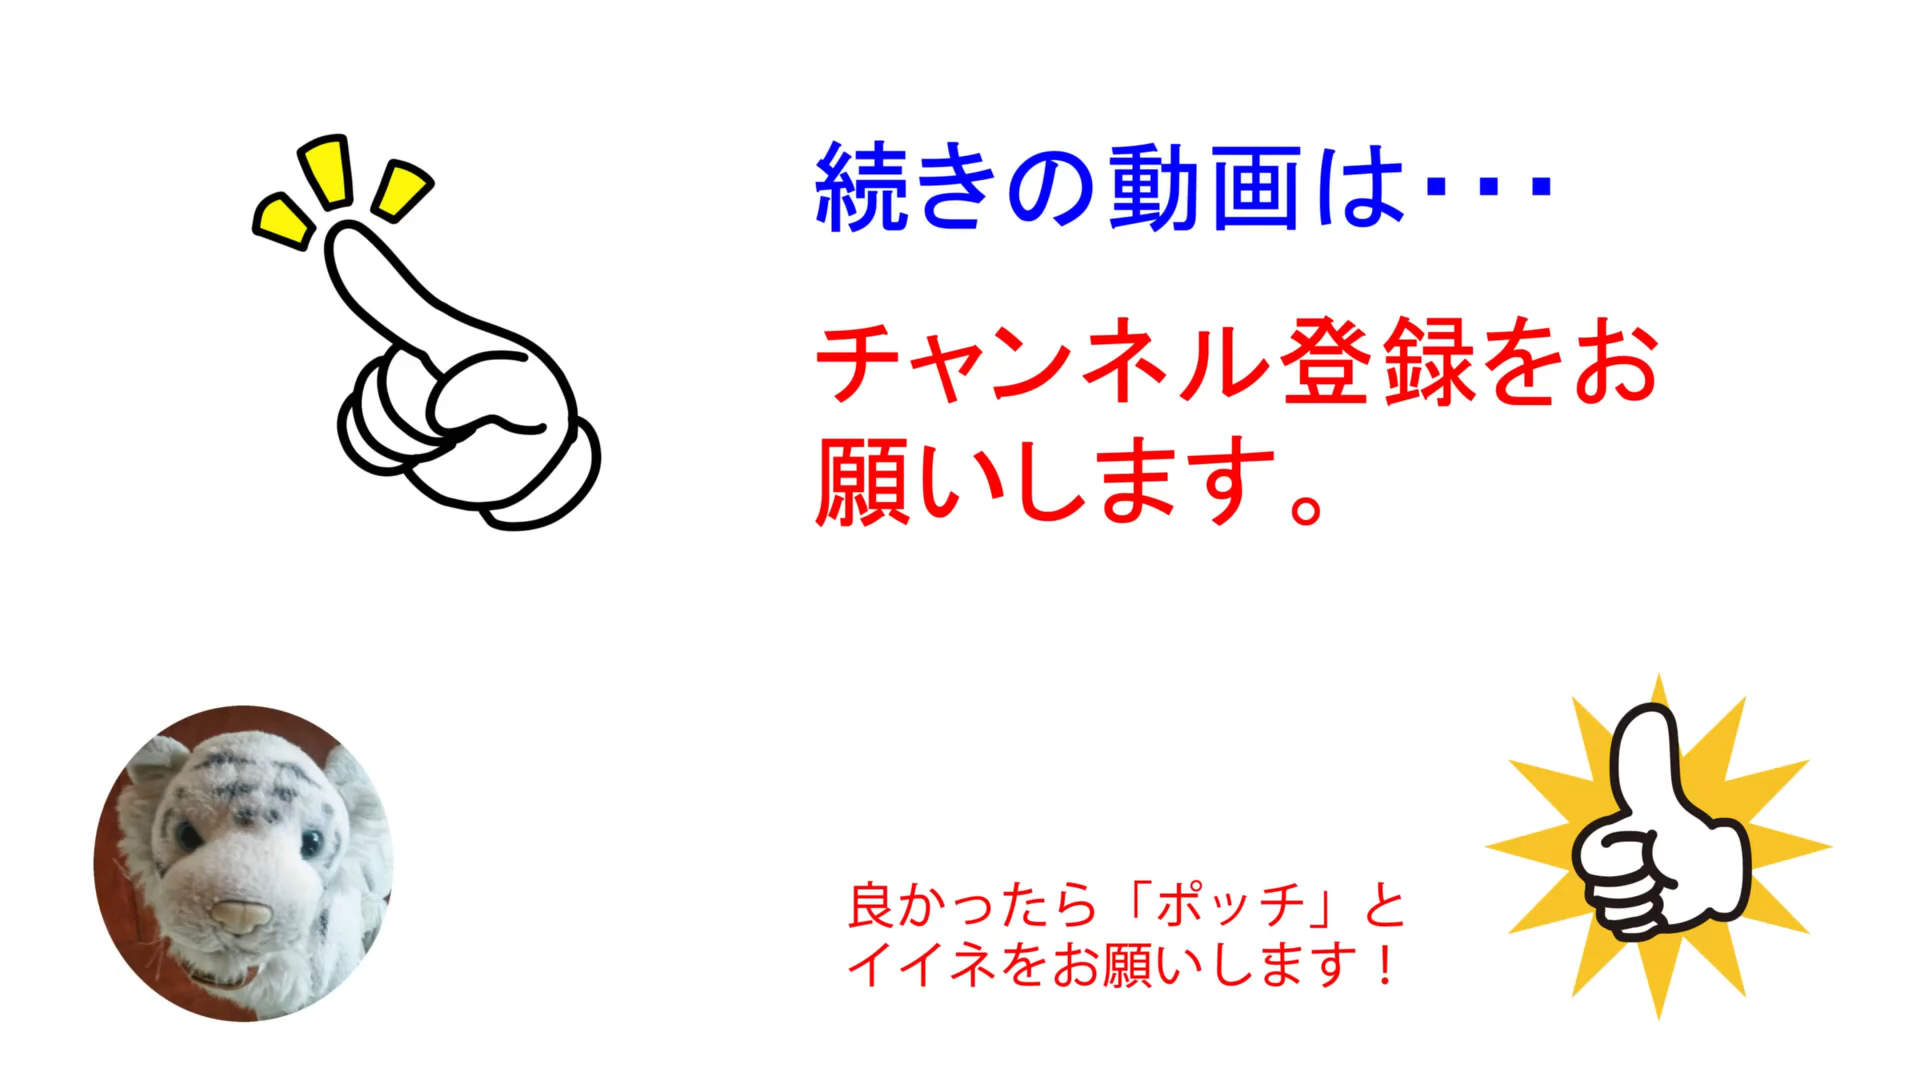 続きの動画は･･･
チャンネル登録をお
願いします。
良かったら「ポッチ」と
イイネをお願いします！